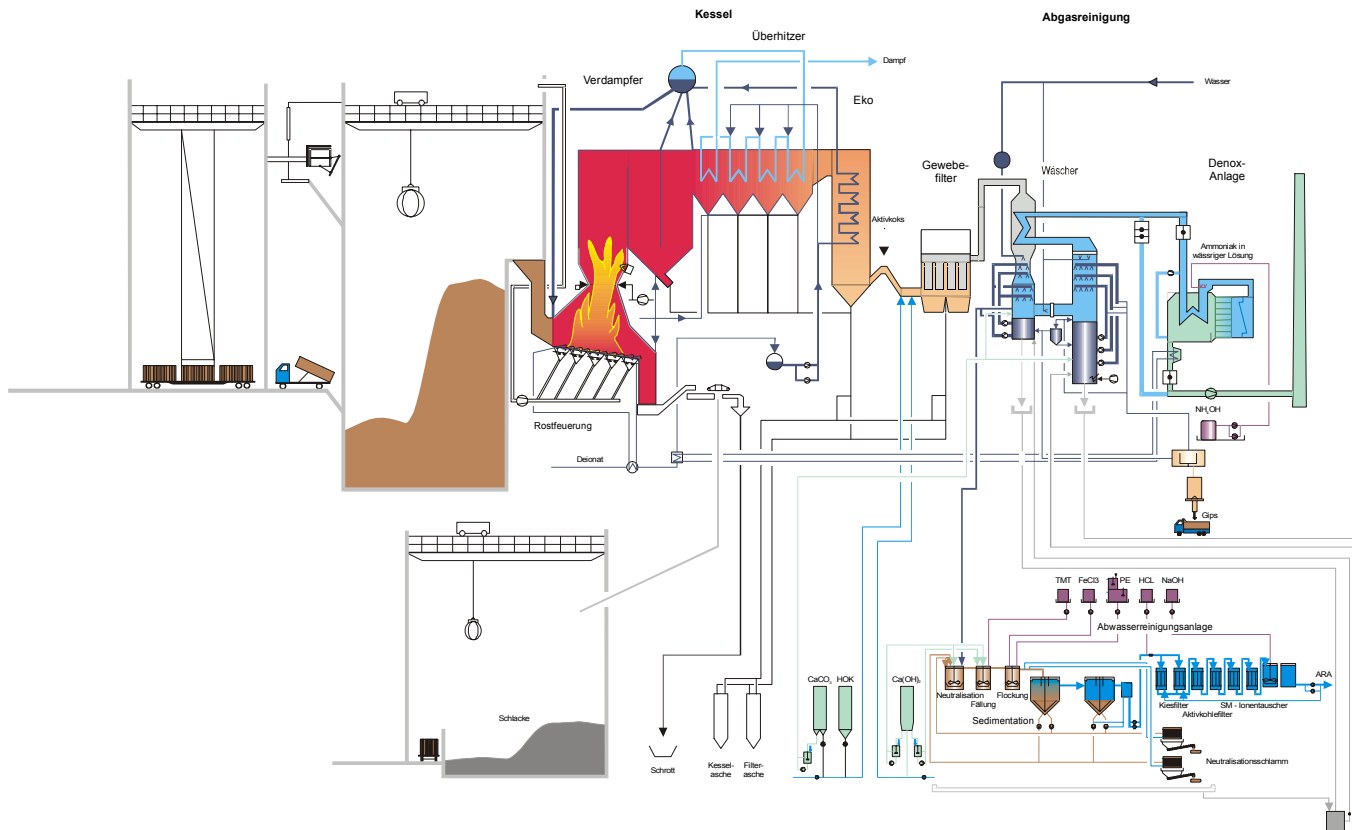 Kessel
Abgasreinigung
Überhitzer
Dampf
Verdampfer
Wasser
Eko
Gewebe-
filter
Wäscher
Denox-
Anlage
Aktivkoks
Ammoniak in
wässriger Lösung
NH4OH
Rostfeuerung
Deionat
Gips
TMT
FeCl3
PE
HCL
NaOH
Abwasserreinigungsanlage
CaCO3
HOK
Ca(OH)2
Neutralisation
Fällung
Flockung
Sedimentation
Kiesfilter
Aktivkohlefilter
SM - Ionentauscher
ARA
Neutralisationsschlamm
Schlacke
Schrott
Kessel-
asche
Filter-
asche